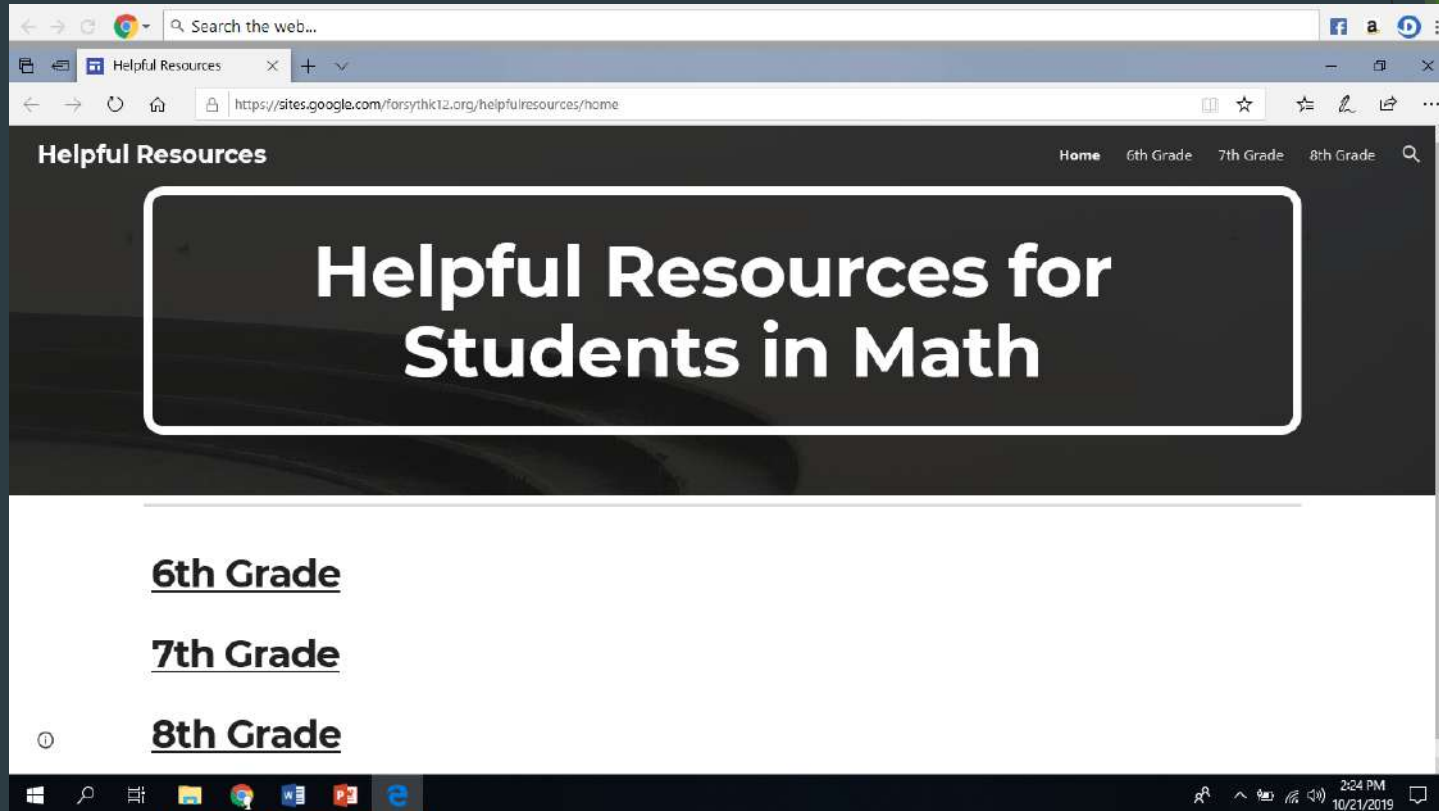 Search the web...
Helpful Resources
https://sites.google.com/forsythk12.org/helpfulresources/home
Helpful Resources
Home 6th Grade 7th Grade 8th Grade
Helpful Resources for
Students in Math
6th Grade
7th Grade
8th Grade
2:24 PM
10/21/2019